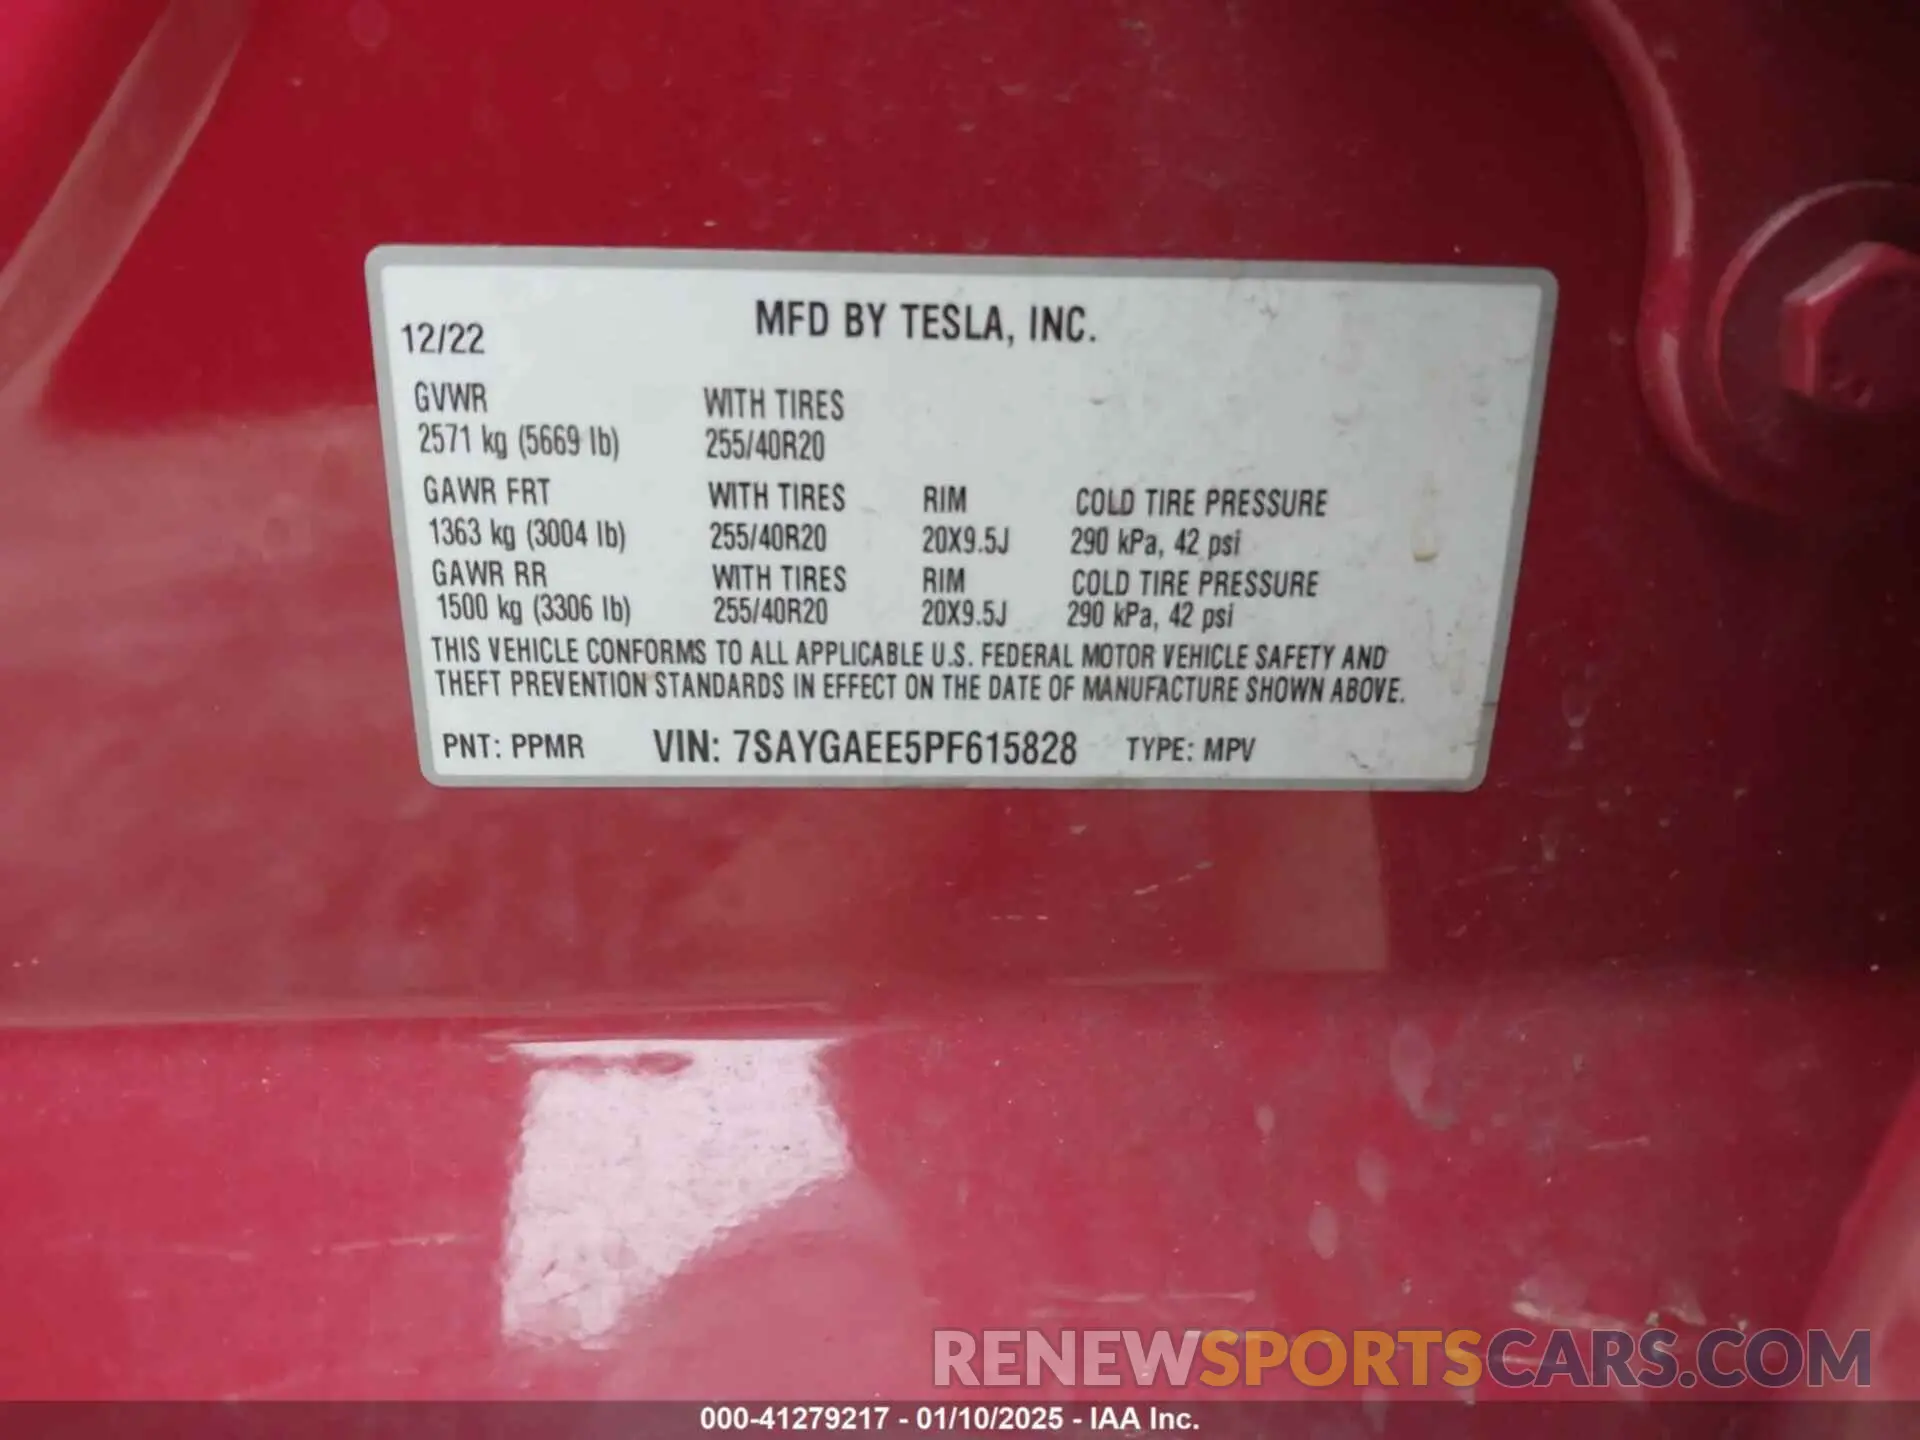 12/22 MFD BY TESLA, INC.
GVWR WITH TIRES
2571 kg (5669 lb) 255/40R20
GAWR FRT WITH TIRES RIM COLD TIRE PRESSURE
1363 kg (3004 lb) 255/40R20 20X9.5J 290 kPa, 42 psi
GAWR RR WITH TIRES RIM COLD TIRE PRESSURE
1500 kg (3306 lb) 255/40R20 20X9.5J 290 kPa, 42 psi
THIS VEHICLE CONFORMS TO ALL APPLICABLE U.S. FEDERAL MOTOR VEHICLE SAFETY AND
THEFT PREVENTION STANDARDS IN EFFECT ON THE DATE OF MANUFACTURE SHOWN ABOVE.
PNT: PPMR VIN: 7SAYGAEE5PF615828 TYPE: MPV
RENEWSPORTSCARS.COM
000-41279217 - 01/10/2025 - IAA Inc.